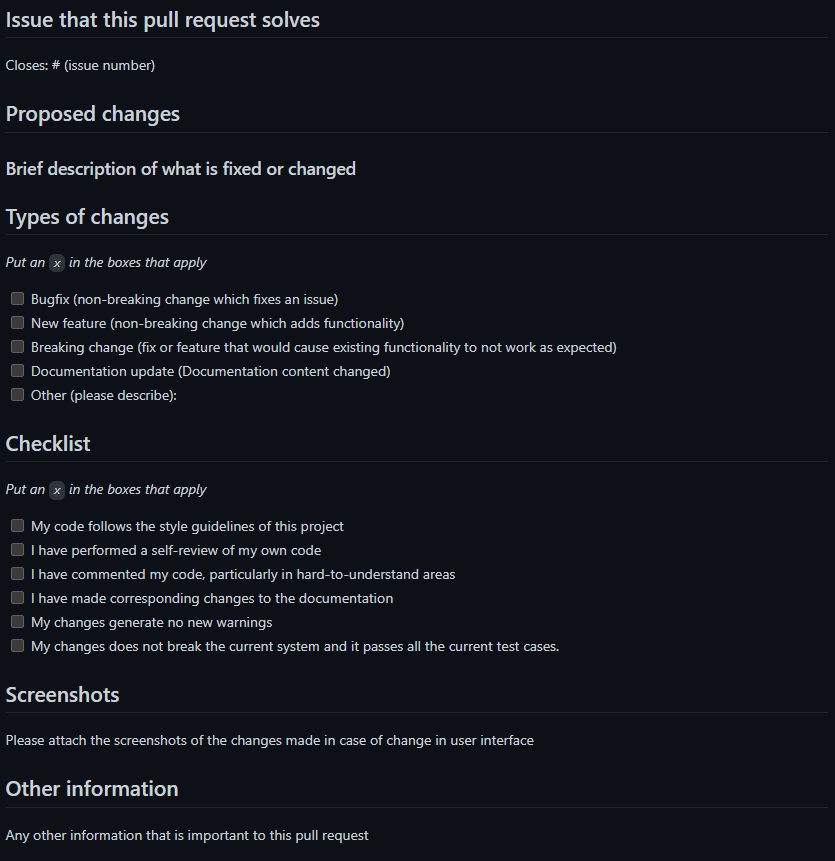 Issue that this pull request solves
Closes: # (issue number)
Proposed changes
Brief description of what is fixed or changed
Types of changes
Put an x in the boxes that apply
Bugfix (non-breaking change which fixes an issue)
New feature (non-breaking change which adds functionality)
Breaking change (fix or feature that would cause existing functionality to not work as expected)
Documentation update (Documentation content changed)
Other (please describe):
Checklist
Put an x in the boxes that apply
My code follows the style guidelines of this project
I have performed a self-review of my own code
I have commented my code, particularly in hard-to-understand areas
I have made corresponding changes to the documentation
My changes generate no new warnings
My changes does not break the current system and it passes all the current test cases.
Screenshots
Please attach the screenshots of the changes made in case of change in user interface
Other information
Any other information that is important to this pull request